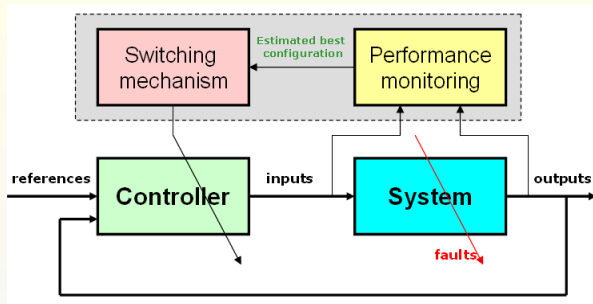 Switching
mechanism
Estimated best
configuration
Performance
monitoring
references
Controller
inputs
System
outputs
faults